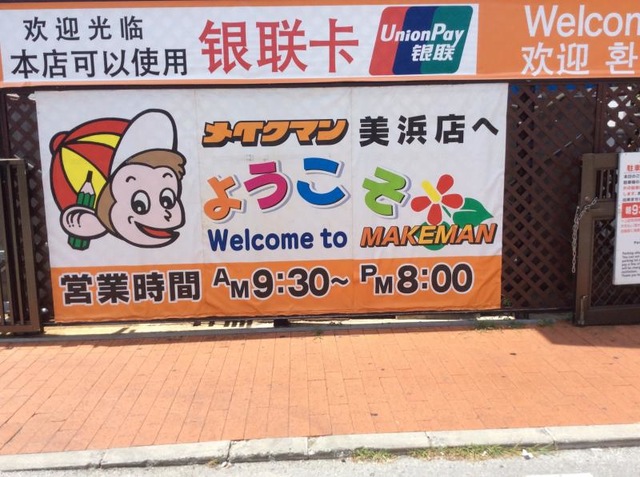 欢迎光临
本店可以使用
银联卡
UnionPay
银联
Welcom
欢迎 환
メイクマン 美浜店へ
ようこそ
Welcome to MAKEMAN
営業時間 AM9:30~ PM8:00